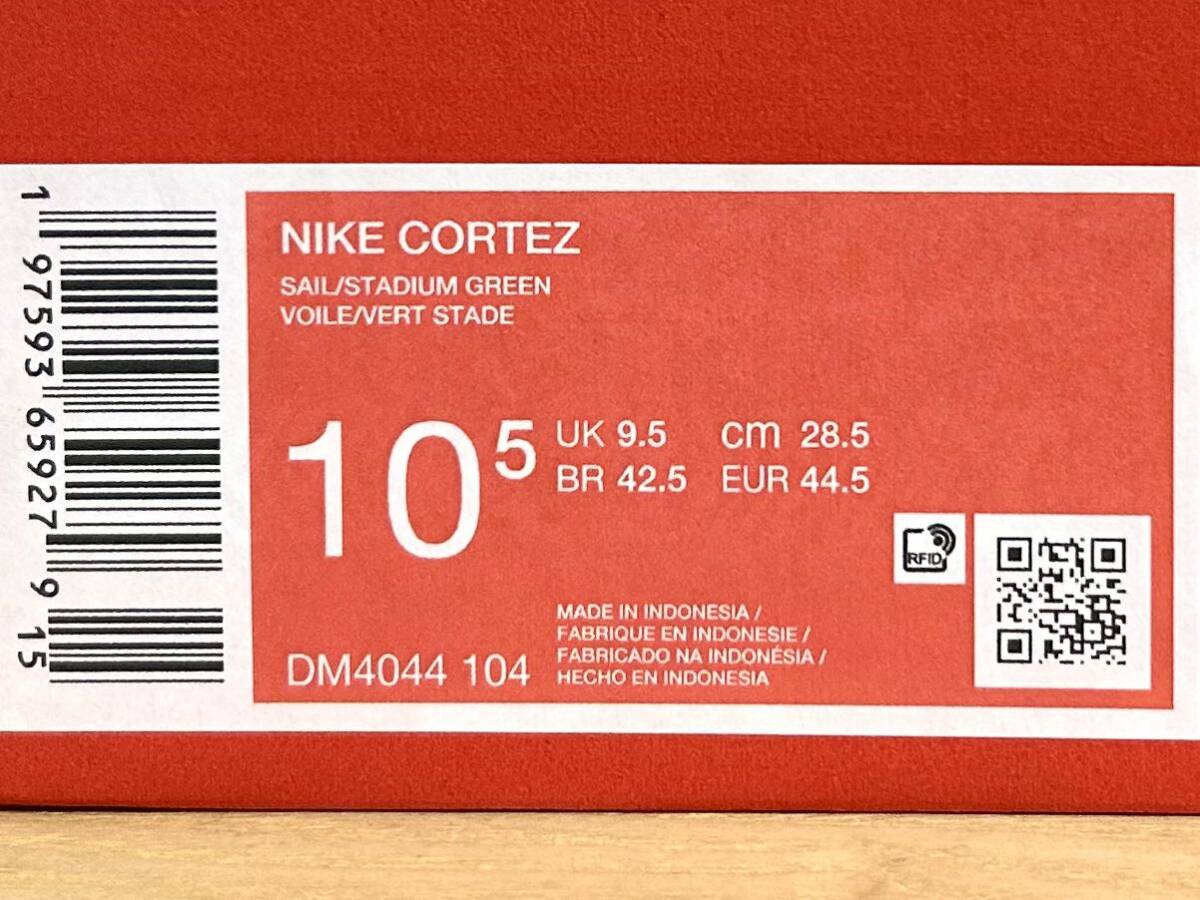 NIKE CORTEZ
SAIL/STADIUM GREEN
VOILE/VERT STADE
10⁵
UK 9.5 cm 28.5
BR 42.5 EUR 44.5
RFID
MADE IN INDONESIA /
FABRIQUE EN INDONESIE /
FABRICADO NA INDONÉSIA /
HECHO EN INDONESIA
DM4044 104
1 97593 65927 9 15